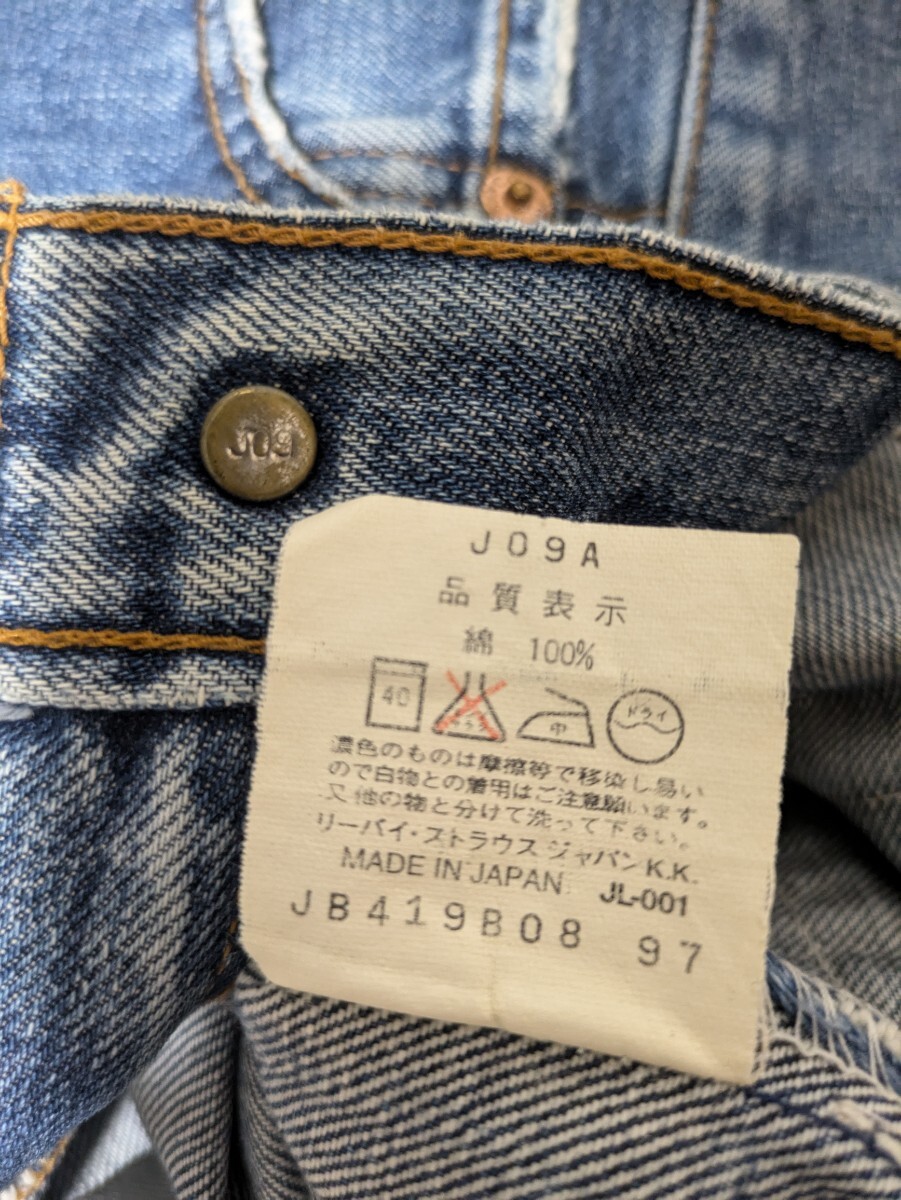 J09
J09A
品質表示
綿 100%
40
中
ドライ
濃色のものは摩擦等で移染し易い
ので白物との着用はご注意願います。
又他の物と分けて洗って下さい。
リーバイ・ストラウス ジャパンK.K.
MADE IN JAPAN JL-001
JB419B08 97